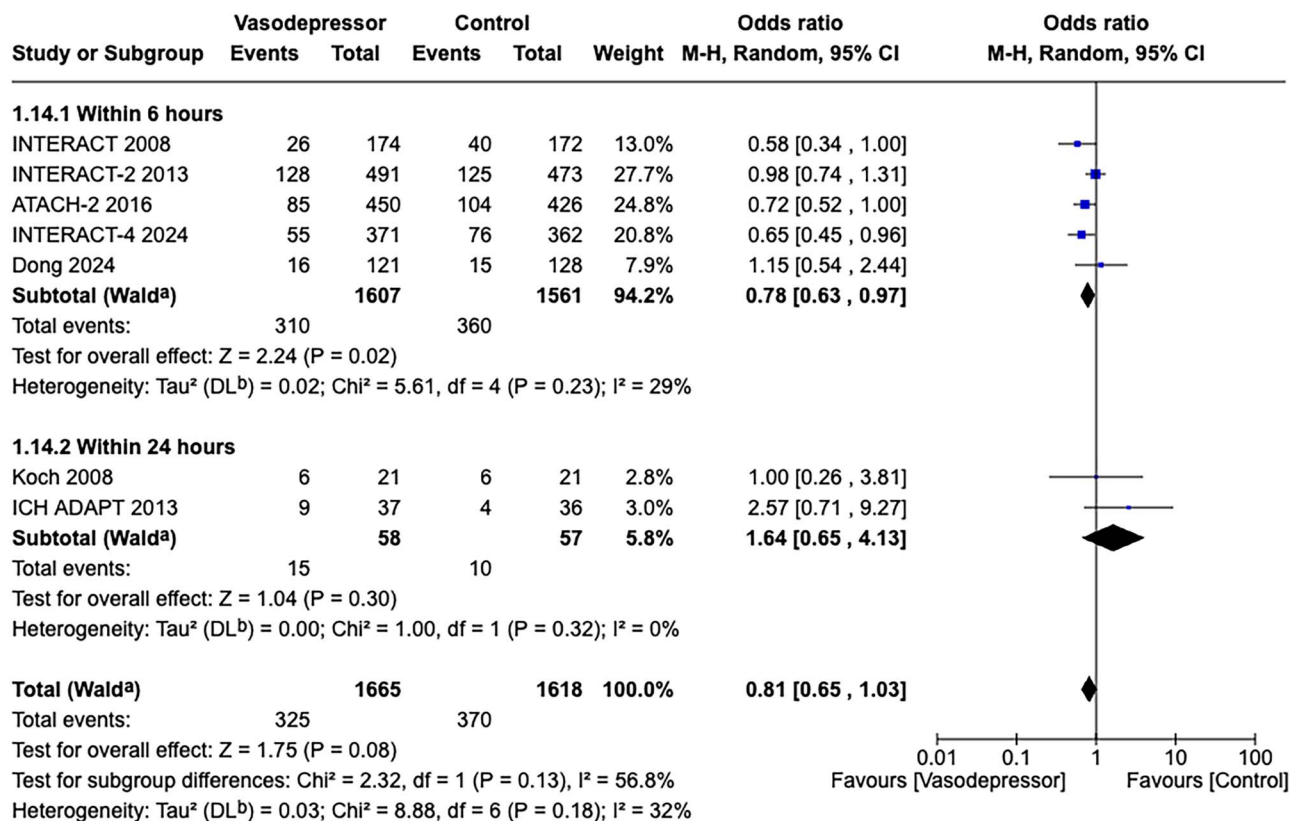 Vasodepressor Control Odds ratio Odds ratio
Study or Subgroup Events Total Events Total Weight M-H, Random, 95% CI M-H, Random, 95% CI
1.14.1 Within 6 hours
INTERACT 2008 26 174 40 172 13.0% 0.58 [0.34 , 1.00]
INTERACT-2 2013 128 491 125 473 27.7% 0.98 [0.74 , 1.31]
ATACH-2 2016 85 450 104 426 24.8% 0.72 [0.52 , 1.00]
INTERACT-4 2024 55 371 76 362 20.8% 0.65 [0.45 , 0.96]
Dong 2024 16 121 15 128 7.9% 1.15 [0.54 , 2.44]
Subtotal (Waldᵃ) 1607 1561 94.2% 0.78 [0.63 , 0.97]
Total events: 310 360
Test for overall effect: Z = 2.24 (P = 0.02)
Heterogeneity: Tau² (DLᵇ) = 0.02; Chi² = 5.61, df = 4 (P = 0.23); I² = 29%
1.14.2 Within 24 hours
Koch 2008 6 21 6 21 2.8% 1.00 [0.26 , 3.81]
ICH ADAPT 2013 9 37 4 36 3.0% 2.57 [0.71 , 9.27]
Subtotal (Waldᵃ) 58 57 5.8% 1.64 [0.65 , 4.13]
Total events: 15 10
Test for overall effect: Z = 1.04 (P = 0.30)
Heterogeneity: Tau² (DLᵇ) = 0.00; Chi² = 1.00, df = 1 (P = 0.32); I² = 0%
Total (Waldᵃ) 1665 1618 100.0% 0.81 [0.65 , 1.03]
Total events: 325 370
Test for overall effect: Z = 1.75 (P = 0.08)
Test for subgroup differences: Chi² = 2.32, df = 1 (P = 0.13), I² = 56.8%
Heterogeneity: Tau² (DLᵇ) = 0.03; Chi² = 8.88, df = 6 (P = 0.18); I² = 32%
0.01 0.1 1 10 100
Favours [Vasodepressor] Favours [Control]